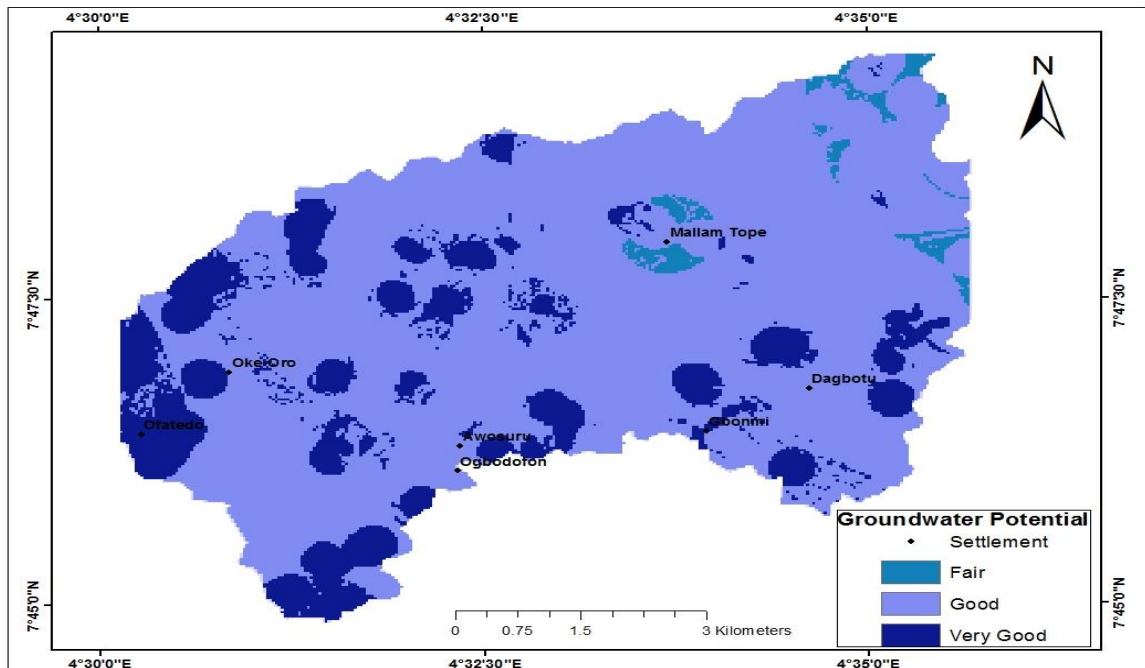 4°30'0"E 4°32'30"E 4°35'0"E
N
Mallam Tope
7°47'30"N 7°47'30"N
Oke-Oro
Dagbotu
Ofatedo
Gbonmi
Awosuru
Ogbodofon
Groundwater Potential
Settlement
Fair
Good
Very Good
7°45'0"N 7°45'0"N
0 0.75 1.5 3 Kilometers
4°30'0"E 4°32'30"E 4°35'0"E